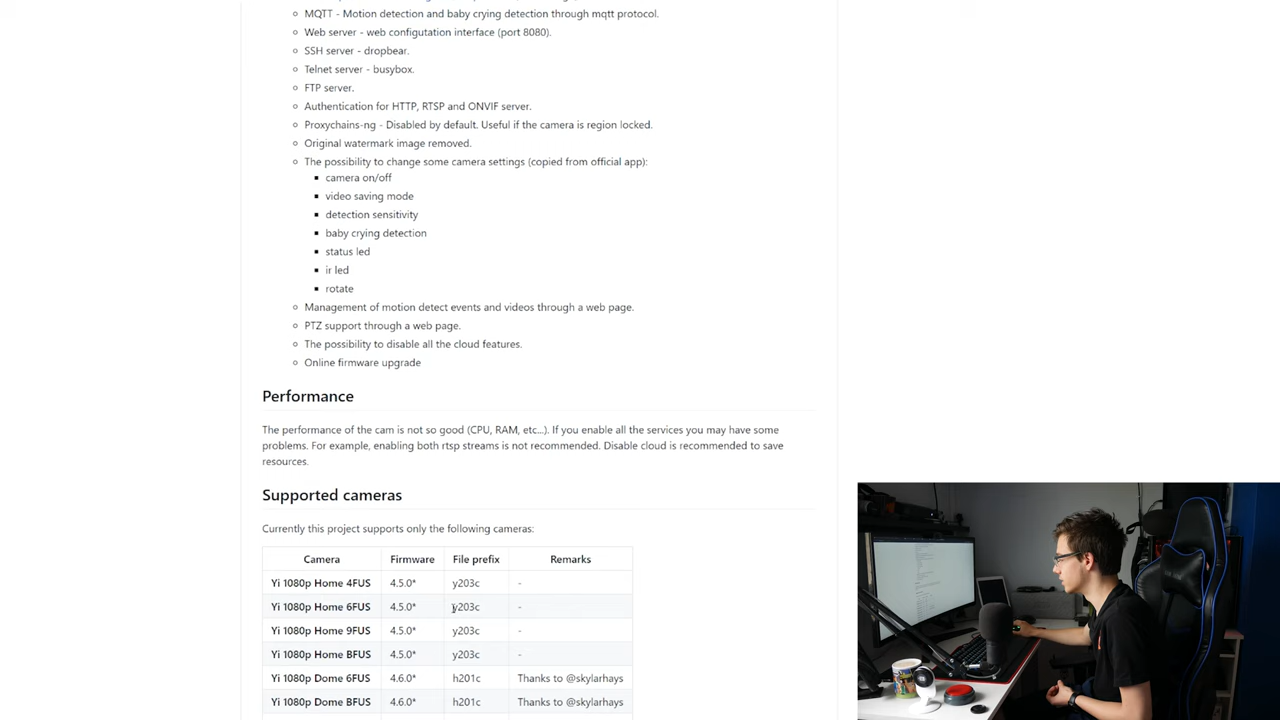 MQTT - Motion detection and baby crying detection through mqtt protocol.
Web server - web configutation interface (port 8080).
SSH server - dropbear.
Telnet server - busybox.
FTP server.
Authentication for HTTP, RTSP and ONVIF server.
Proxychains-ng - Disabled by default. Useful if the camera is region locked.
Original watermark image removed.
The possibility to change some camera settings (copied from official app):
camera on/off
video saving mode
detection sensitivity
baby crying detection
status led
ir led
rotate
Management of motion detect events and videos through a web page.
PTZ support through a web page.
The possibility to disable all the cloud features.
Online firmware upgrade
Performance
The performance of the cam is not so good (CPU, RAM, etc...). If you enable all the services you may have some
problems. For example, enabling both rtsp streams is not recommended. Disable cloud is recommended to save
resources.
Supported cameras
Currently this project supports only the following cameras:
Camera Firmware File prefix Remarks
Yi 1080p Home 4FUS 4.5.0* y203c -
Yi 1080p Home 6FUS 4.5.0* y203c -
Yi 1080p Home 9FUS 4.5.0* y203c -
Yi 1080p Home BFUS 4.5.0* y203c -
Yi 1080p Dome 6FUS 4.6.0* h201c Thanks to @skylarhays
Yi 1080p Dome BFUS 4.6.0* h201c Thanks to @skylarhays